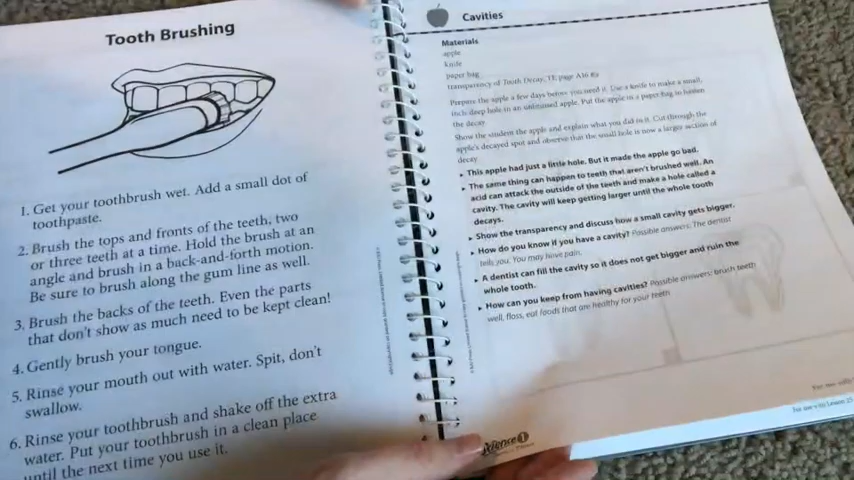 Tooth Brushing
1. Get your toothbrush wet. Add a small dot of
toothpaste.
2. Brush the tops and fronts of the teeth, two
or three teeth at a time. Hold the brush at an
angle and brush in a back-and-forth motion.
Be sure to brush along the gum line as well.
3. Brush the backs of the teeth. Even the parts
that don't show as much need to be kept clean!
4. Gently brush your tongue.
5. Rinse your mouth out with water. Spit, don't
swallow.
6. Rinse your toothbrush and shake off the extra
water. Put your toothbrush in a clean place
until the next time you use it.
Cavities
Materials
apple
knife
paper bag
transparency of Tooth Decay, TE page A16
Prepare the apple a few days before you need it. Use a knife to make a small,
inch deep hole in an unbruised apple. Put the apple in a paper bag to hasten
the decay.
Show the student the apple and explain what you did to it. Cut through the
apple's decayed spot and observe that the small hole is now a larger section of
decay.
▸ This apple had just a little hole. But it made the apple go bad.
▸ The same thing can happen to teeth that aren't brushed well. An
acid can attack the outside of the teeth and make a hole called a
cavity. The cavity will keep getting larger until the whole tooth
decays.
▸ Show the transparency and discuss how a small cavity gets bigger.
▸ How do you know if you have a cavity? Possible answers: The dentist
tells you. You may have pain.
▸ A dentist can fill the cavity so it does not get bigger and ruin the
whole tooth.
▸ How can you keep from having cavities? Possible answers: brush teeth
well, floss, eat foods that are healthy for your teeth
Science 1
For use with
For use with Lesson